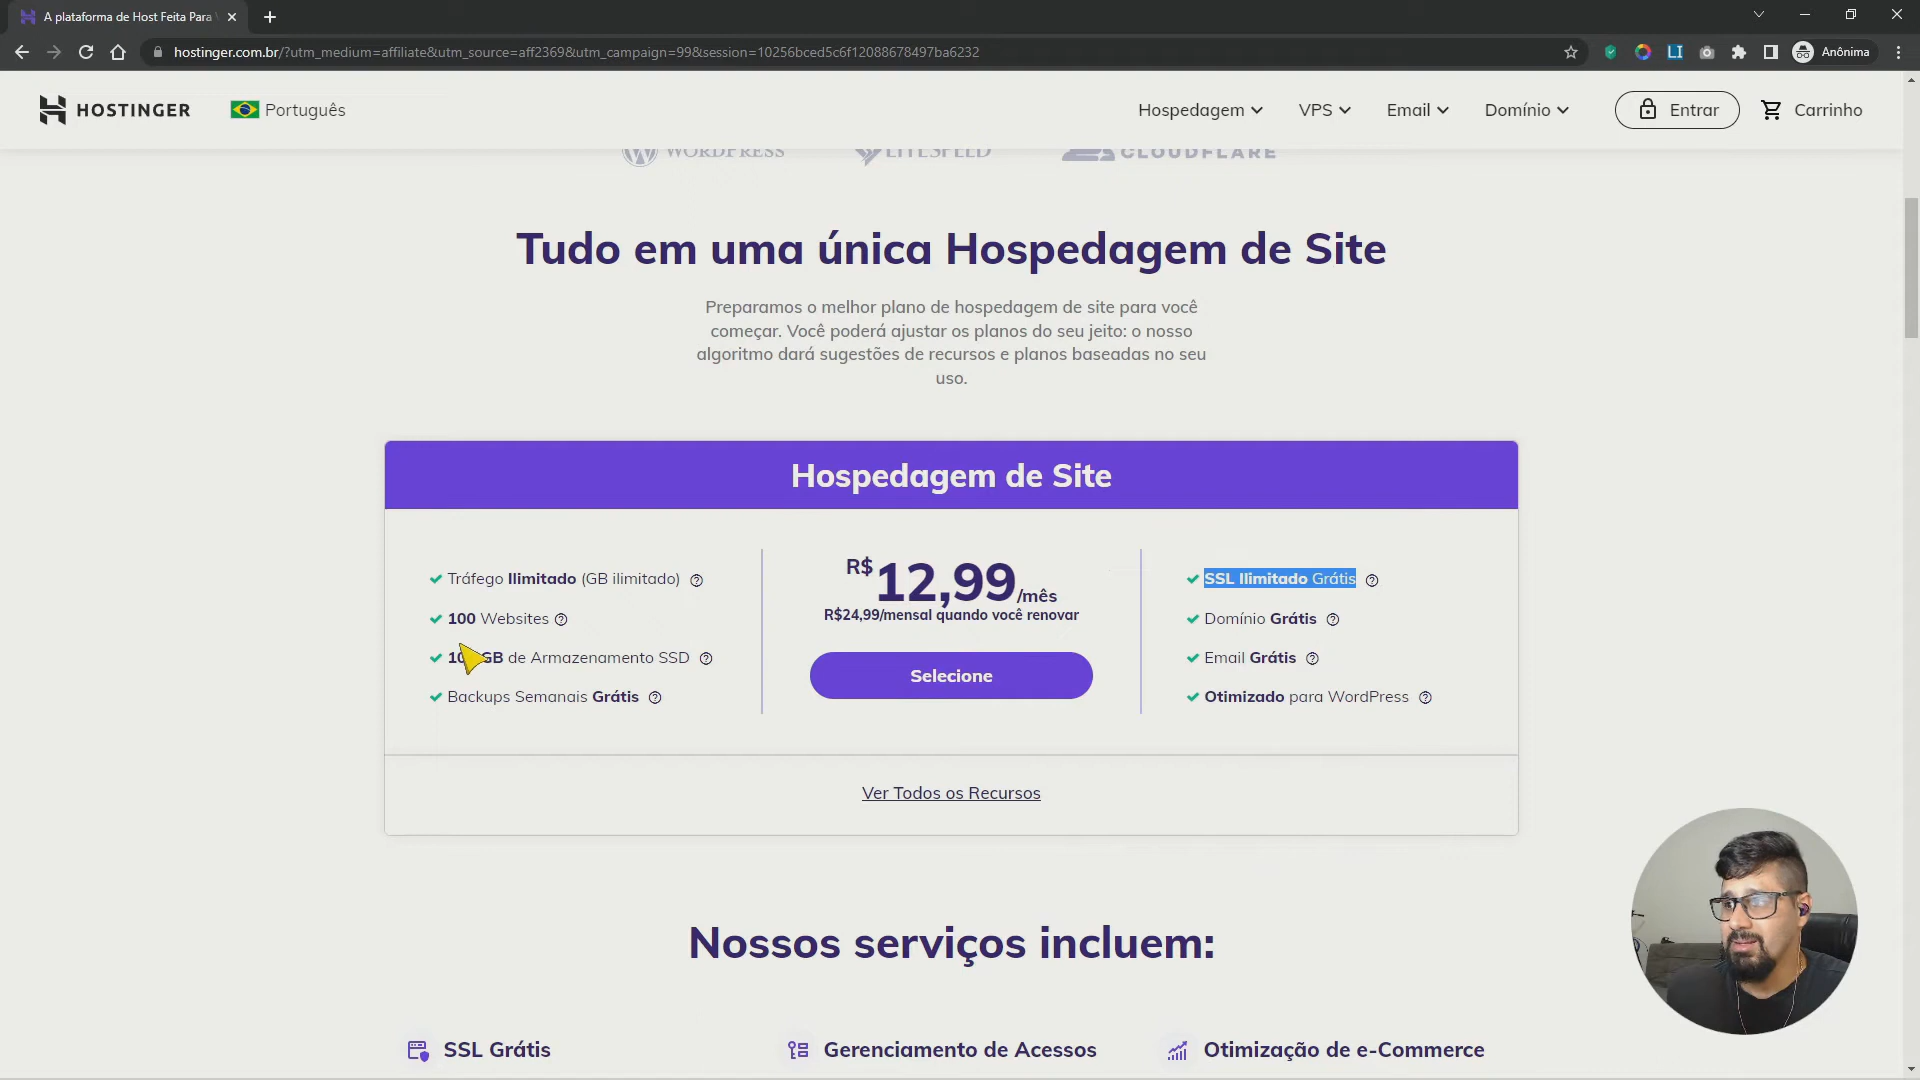 A plataforma de Host Feita Para
hostinger.com.br/?utm_medium=affiliate&utm_source=aff2369&utm_campaign=99&session=10256bced5c6f12088678497ba6232
LI
Anônima
HOSTINGER
Português
Hospedagem
VPS
Email
Domínio
Entrar
Carrinho
WORDPRESS
LITESPEED
CLOUDFLARE
Tudo em uma única Hospedagem de Site
Preparamos o melhor plano de hospedagem de site para você
começar. Você poderá ajustar os planos do seu jeito: o nosso
algoritmo dará sugestões de recursos e planos baseadas no seu
uso.
Hospedagem de Site
Tráfego Ilimitado (GB ilimitado)
100 Websites
GB de Armazenamento SSD
Backups Semanais Grátis
R$ 12,99 /mês
R$24,99/mensal quando você renovar
Selecione
SSL Ilimitado Grátis
Domínio Grátis
Email Grátis
Otimizado para WordPress
Ver Todos os Recursos
Nossos serviços incluem:
SSL Grátis
Gerenciamento de Acessos
Otimização de e-Commerce